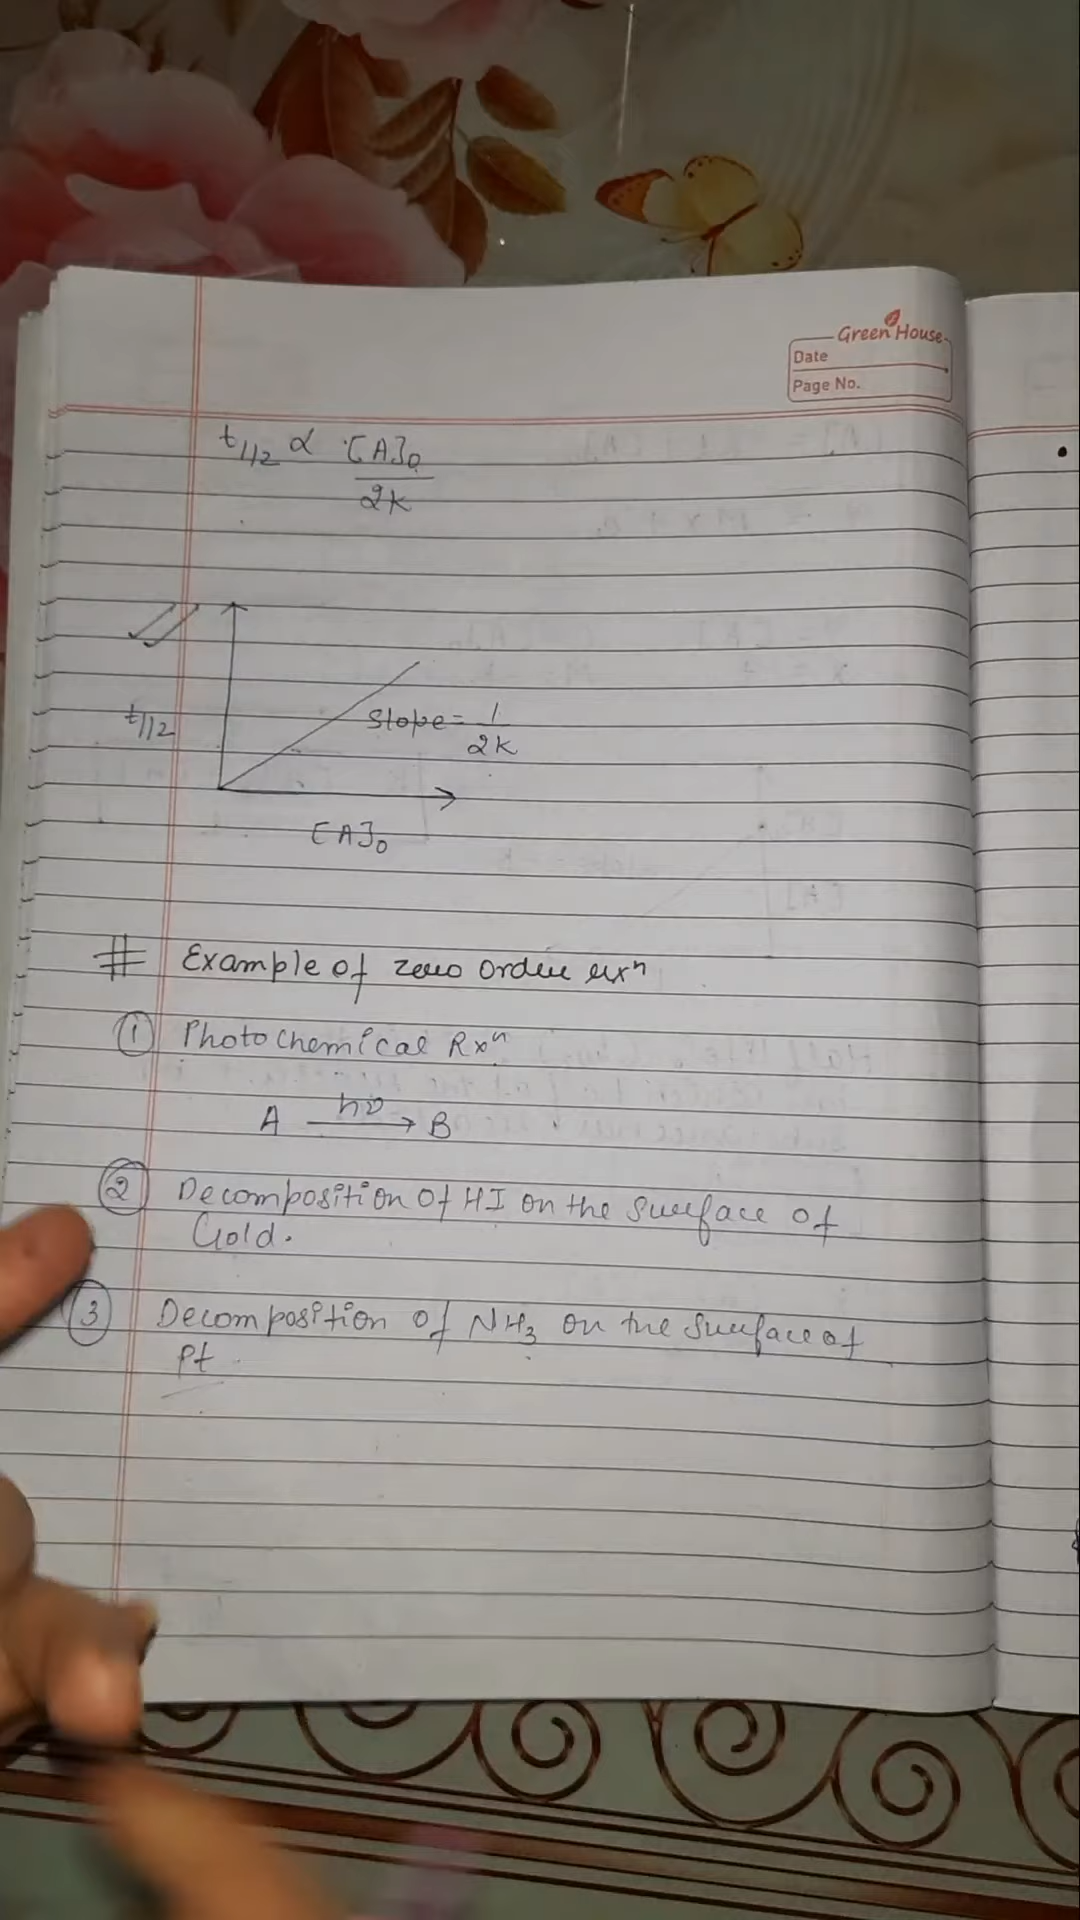 Green House
Date
Page No.
t1/2 ∝ [A]0
2k
t1/2
Slope = 1
2k
[A]0
# Example of zero order rxn
① Photochemical Rxn
A hν → B
② Decomposition of HI on the surface of
Gold.
③ Decomposition of NH3 on the surface of
Pt